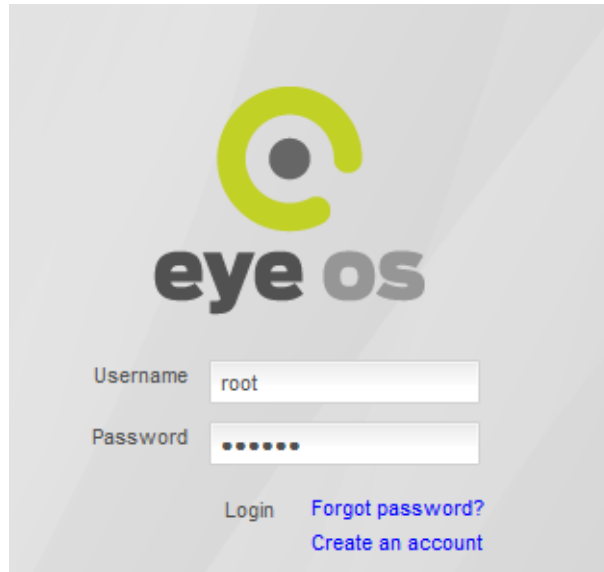 eye os
Username root
Password ••••••
Login Forgot password?
Create an account